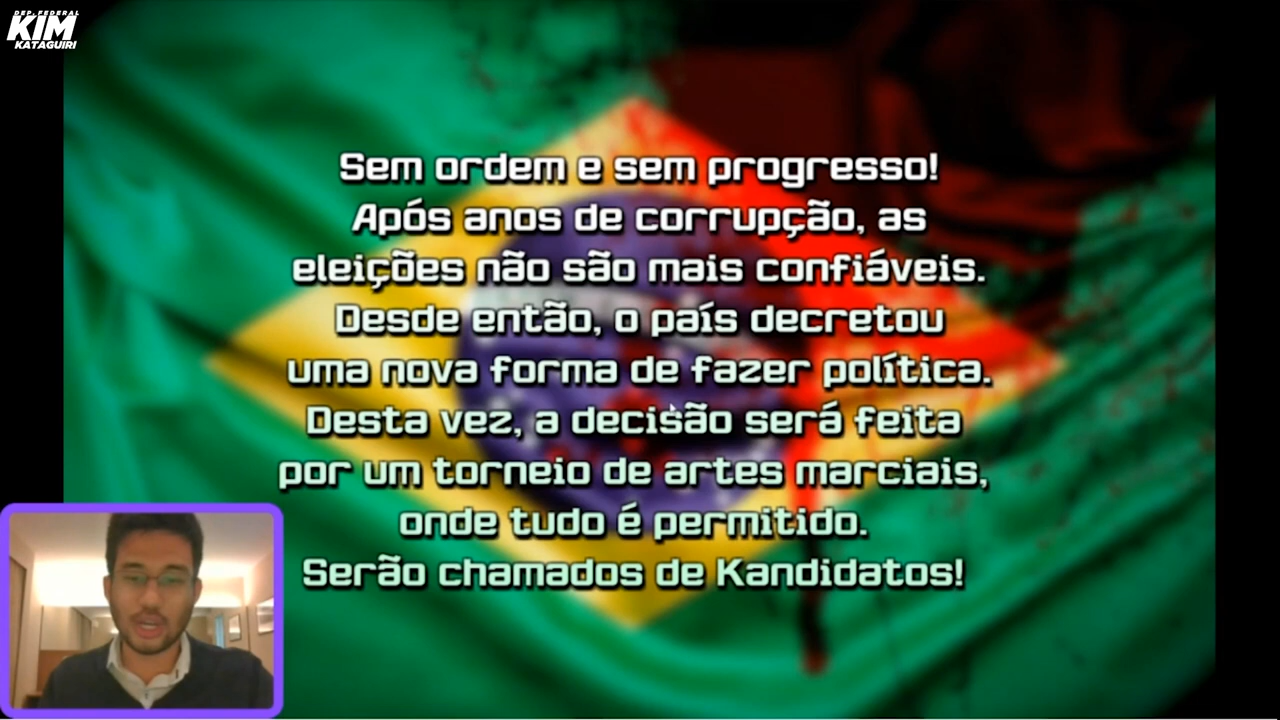 DEP. FEDERAL
KIM
KATAGUIRI
Sem ordem e sem progresso!
Após anos de corrupção, as
eleições não são mais confiáveis.
Desde então, o país decretou
uma nova forma de fazer política.
Desta vez, a decisão será feita
por um torneio de artes marciais,
onde tudo é permitido.
Serão chamados de Kandidatos!